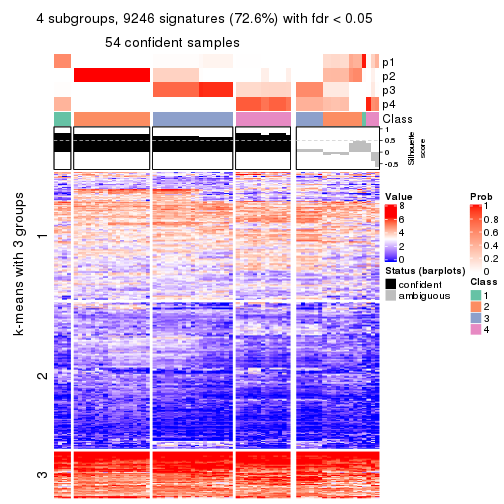 4 subgroups, 9246 signatures (72.6%) with fdr < 0.05
54 confident samples
p1
p2
p3
p4
Class
1
0.5
0
-0.5
Silhouette
score
k-means with 3 groups
1
2
3
Value
8
6
4
2
0
Status (barplots)
confident
ambiguous
Prob
1
0.8
0.6
0.4
0.2
0
Class
1
2
3
4